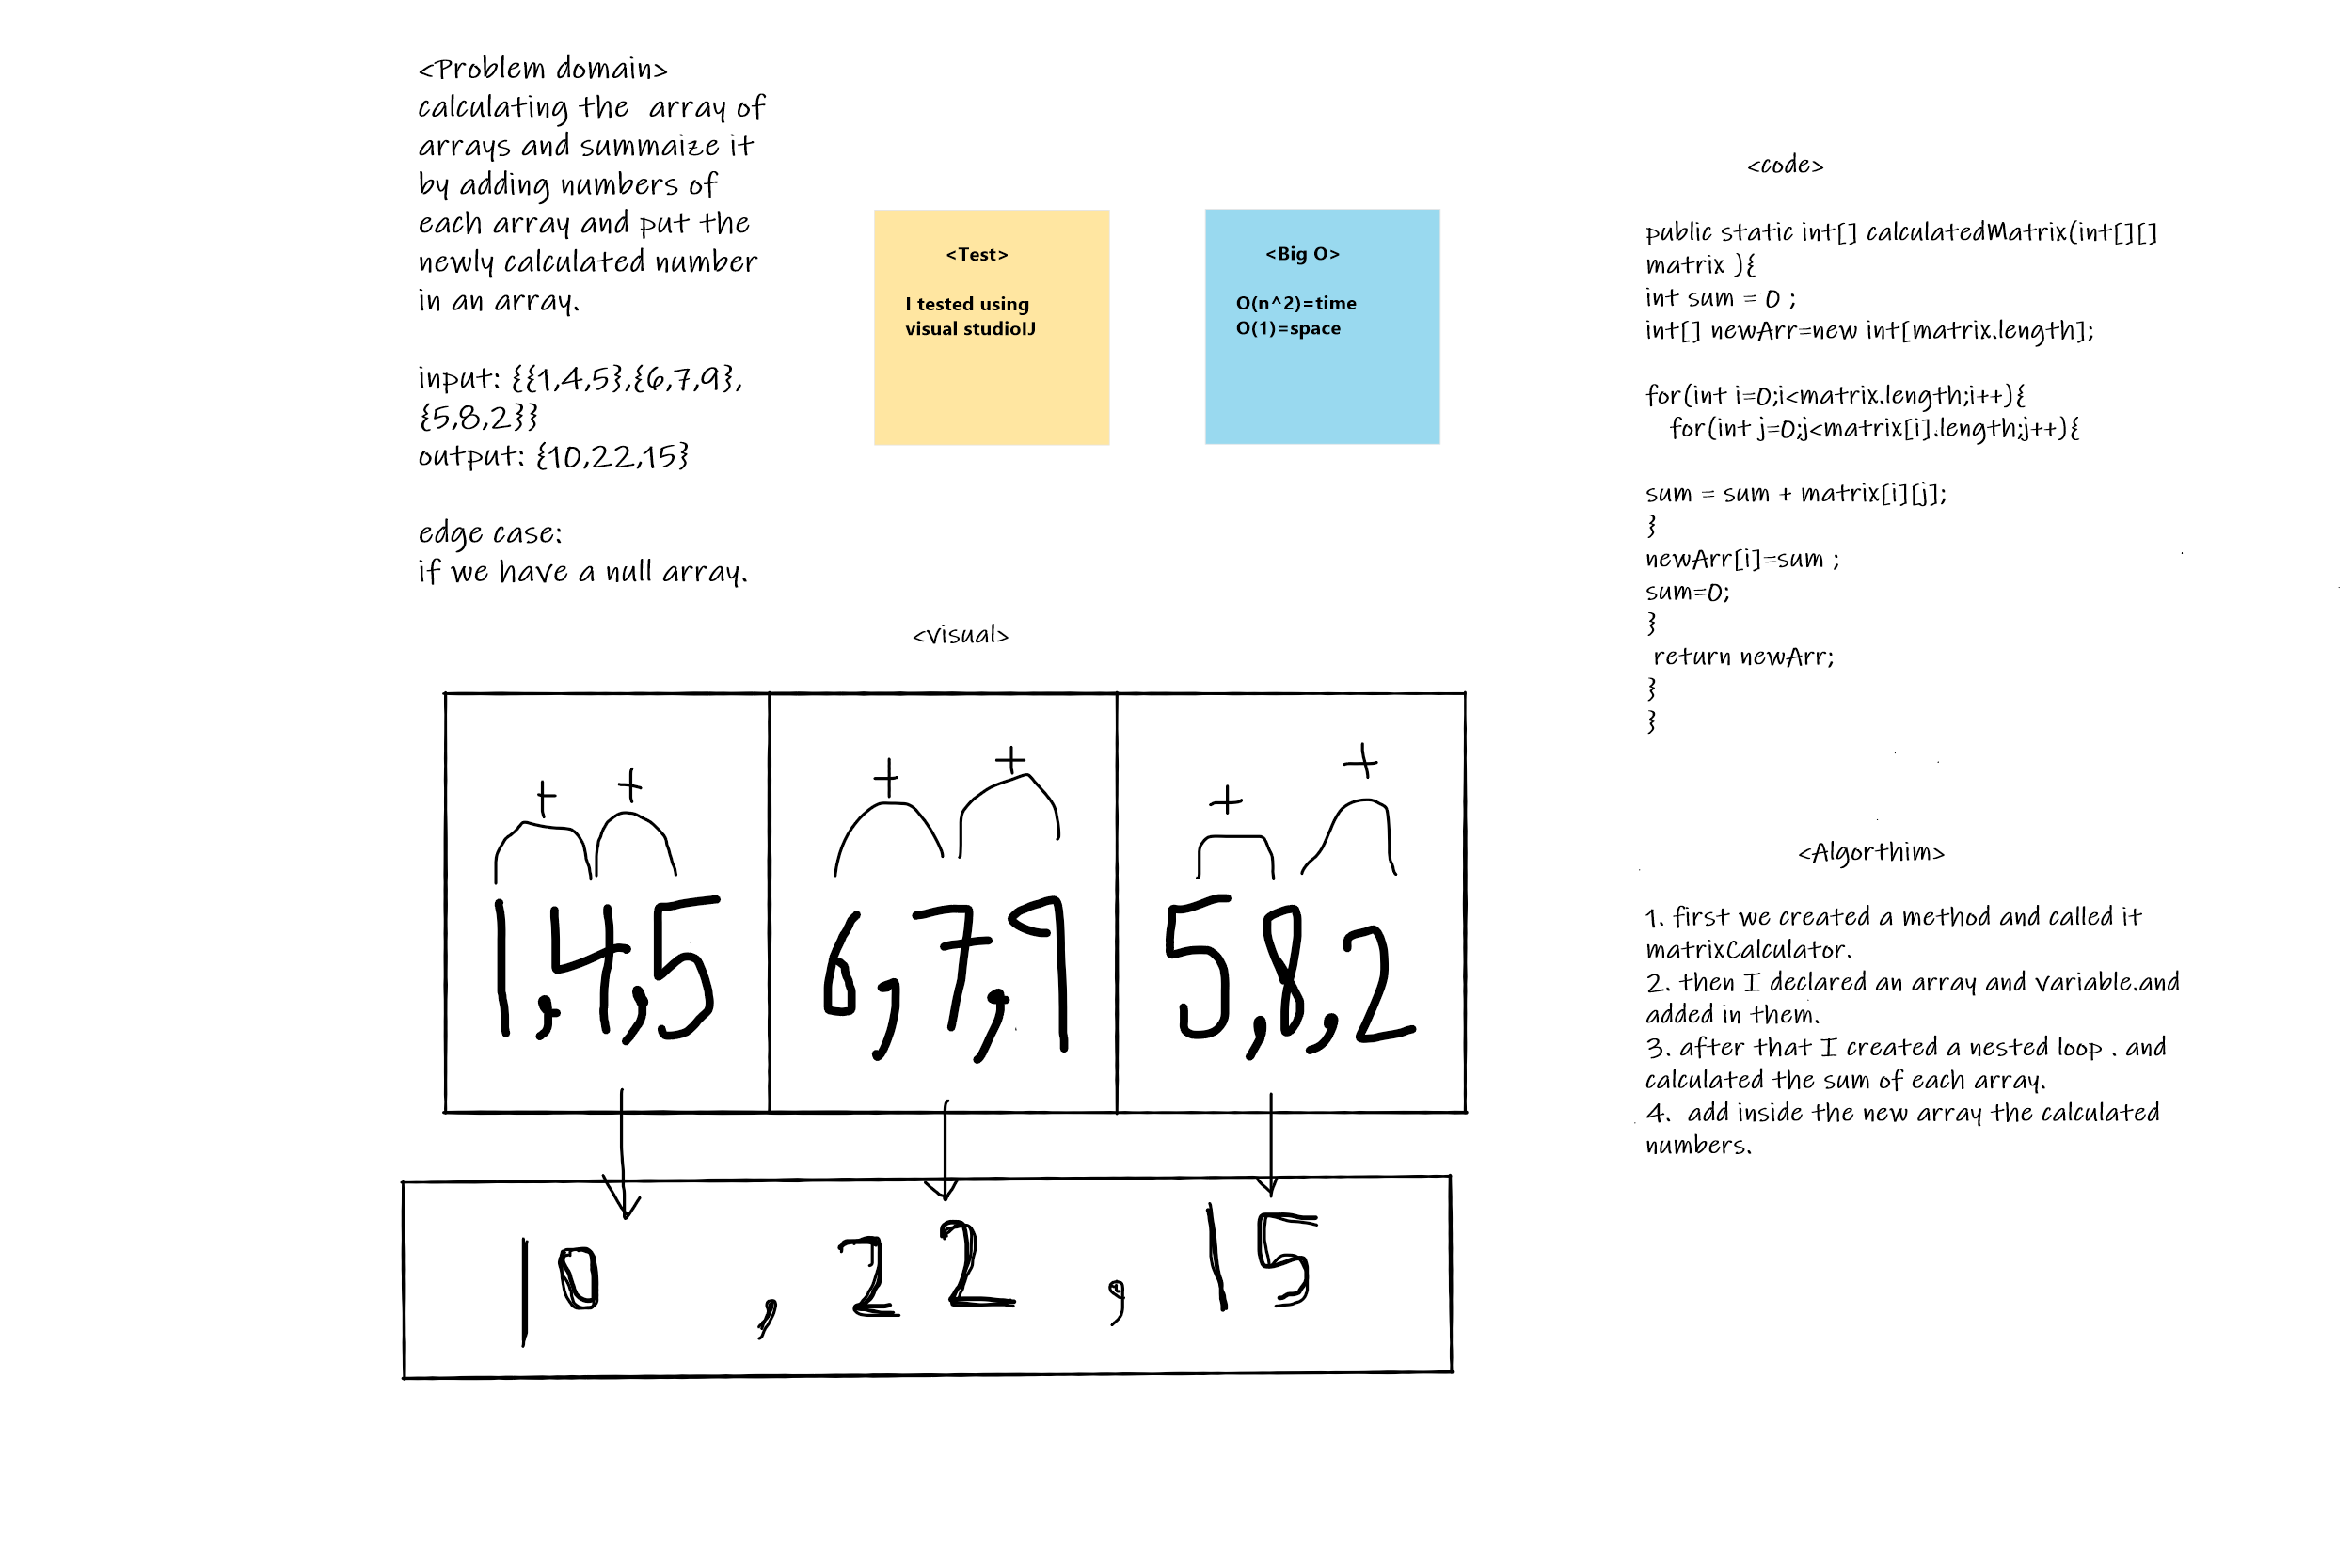 <Problem domain>
calculating the array of
arrays and summaize it
by adding numbers of
each array and put the
newly calculated number
in an array.
input: {{1,4,5},{6,7,9},
{5,8,2}}
output: {10,22,15}
edge case:
if we have a null array.
<Test>
I tested using
visual studioIJ
<Big O>
O(n^2)=time
O(1)=space
<visual>
+ + + + + +
1,4,5 6,7,9 5,8,2
10 , 22 , 15
<code>
public static int[] calculatedMatrix(int[][]
matrix ){
int sum = 0 ;
int[] newArr=new int[matrix.length];
for(int i=0;i<matrix.length;i++){
for(int j=0;j<matrix[i].length;j++){
sum = sum + matrix[i][j];
}
newArr[i]=sum ;
sum=0;
}
return newArr;
}
}
<Algorthim>
1. first we created a method and called it
matrixCalculator.
2. then I declared an array and variable.and
added in them.
3. after that I created a nested loop . and
calculated the sum of each array.
4. add inside the new array the calculated
numbers.